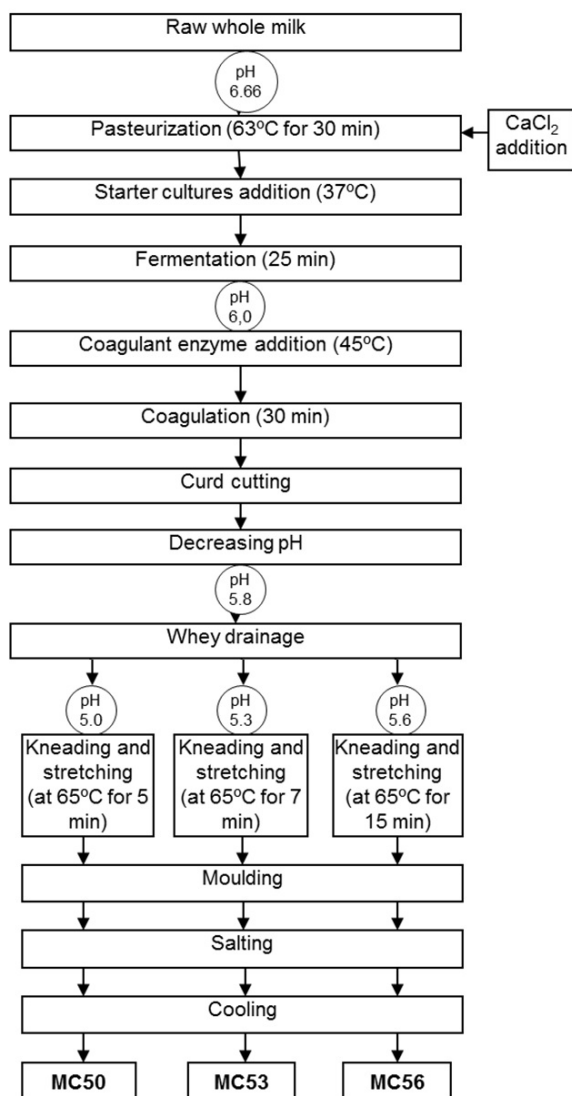 Raw whole milk
pH
6.66
Pasteurization (63ºC for 30 min)
CaCl₂
addition
Starter cultures addition (37ºC)
Fermentation (25 min)
pH
6,0
Coagulant enzyme addition (45ºC)
Coagulation (30 min)
Curd cutting
Decreasing pH
pH
5.8
Whey drainage
pH
5.0
pH
5.3
pH
5.6
Kneading and
stretching
(at 65ºC for 5
min)
Kneading and
stretching
(at 65ºC for 7
min)
Kneading and
stretching
(at 65ºC for
15 min)
Moulding
Salting
Cooling
MC50
MC53
MC56